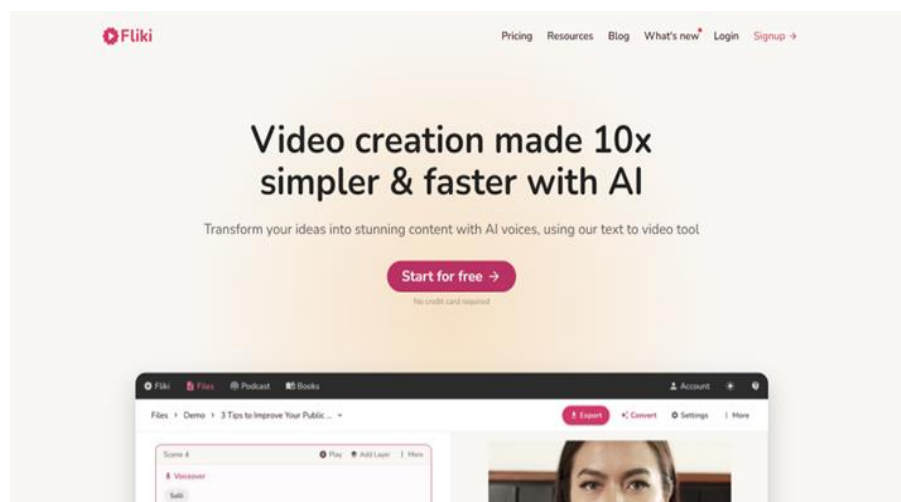 Fliki
Pricing Resources Blog What's new Login Signup →
Video creation made 10x
simpler & faster with AI
Transform your ideas into stunning content with AI voices, using our text to video tool
Start for free →
No credit card required
Fliki Files Podcast Books Account
Files › Demo › 3 Tips to Improve Your Public ...
Export Convert Settings More
Scene 4 Play Add Layer More
Voiceover